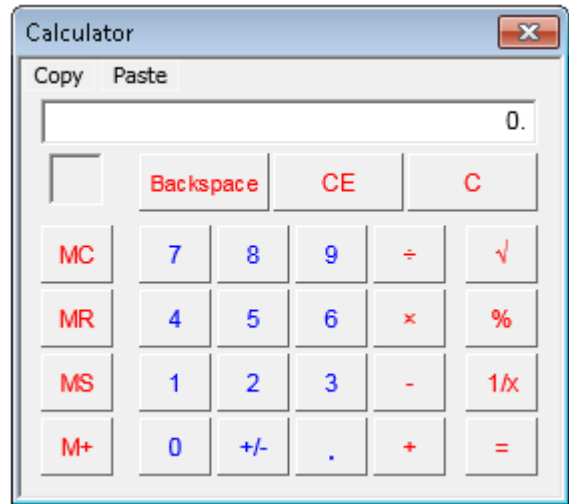 Calculator
Copy Paste
0.
Backspace CE C
MC 7 8 9 ÷ √
MR 4 5 6 × %
MS 1 2 3 - 1/x
M+ 0 +/- . + =